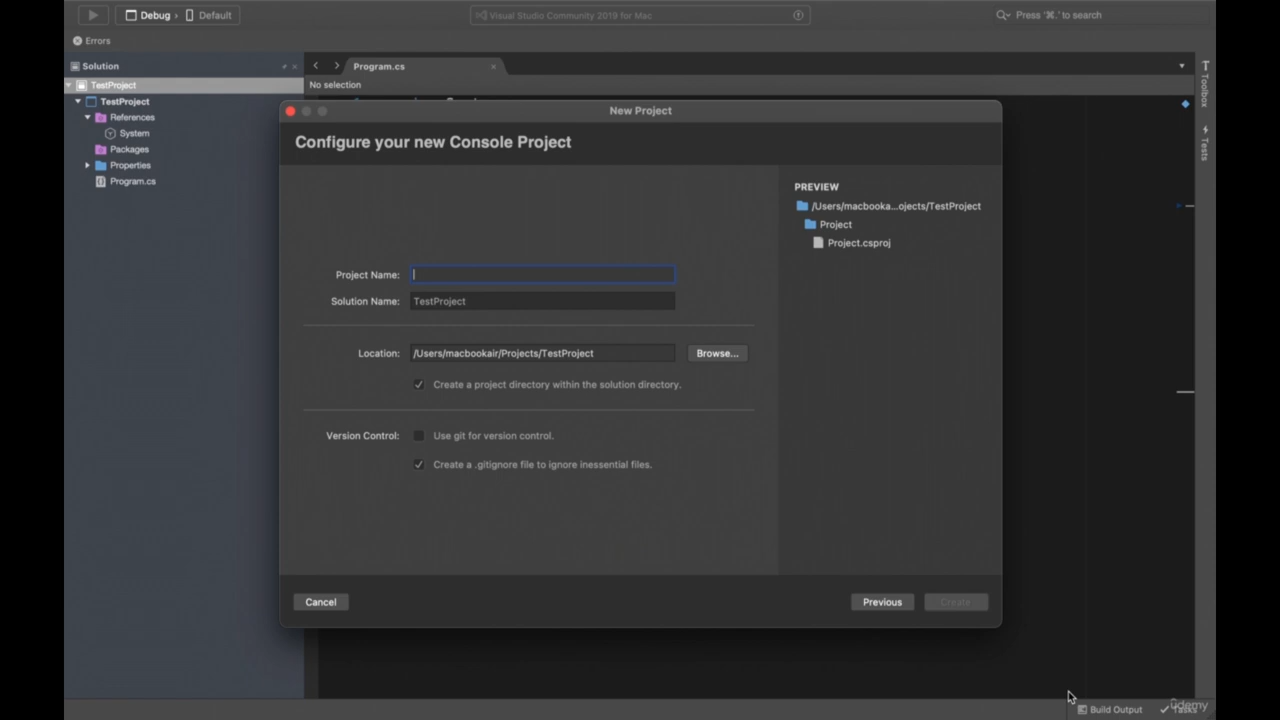 Debug › Default
Visual Studio Community 2019 for Mac
Press '⌘.' to search
Errors
Solution
Program.cs
TestProject
No selection
TestProject
References
System
Packages
Properties
Program.cs
Toolbox
Tests
New Project
Configure your new Console Project
Project Name:
Solution Name: TestProject
Location: /Users/macbookair/Projects/TestProject Browse...
Create a project directory within the solution directory.
Version Control: Use git for version control.
Create a .gitignore file to ignore inessential files.
PREVIEW
/Users/macbooka...ojects/TestProject
Project
Project.csproj
Cancel Previous Create
Build Output Tasks
ûdemy